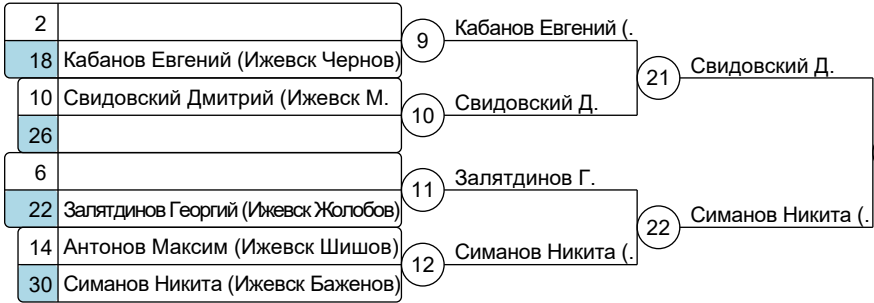 2
18 Кабанов Евгений (Ижевск Чернов)
9 Кабанов Евгений (.
10 Свидовский Дмитрий (Ижевск М.
26
10 Свидовский Д.
21 Свидовский Д.
6
22 Залятдинов Георгий (Ижевск Жолобов)
11 Залятдинов Г.
14 Антонов Максим (Ижевск Шишов)
30 Симанов Никита (Ижевск Баженов)
12 Симанов Никита (.
22 Симанов Никита (.